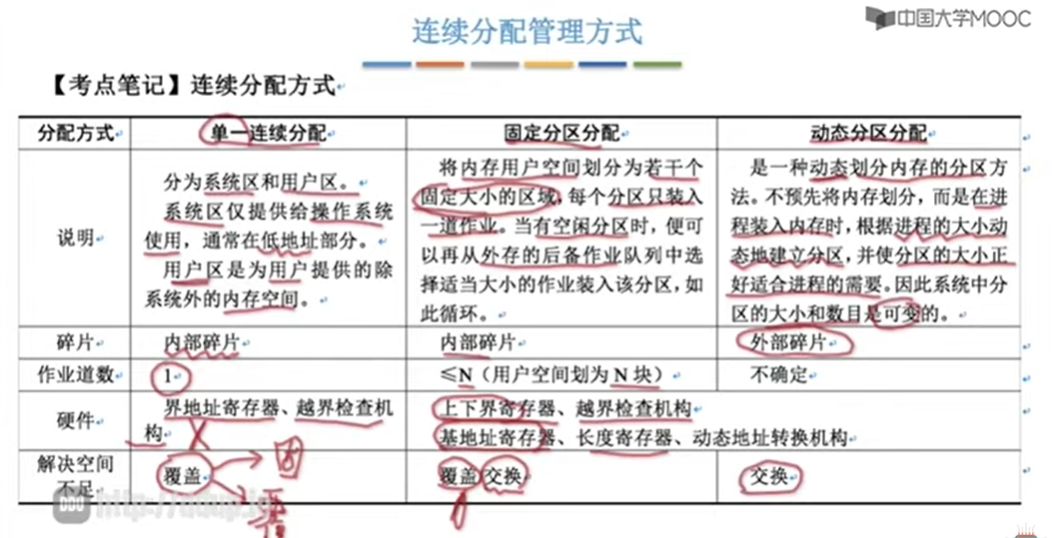 中国大学MOOC
连续分配管理方式
【考点笔记】连续分配方式
分配方式 单一连续分配 固定分区分配 动态分区分配
说明
分为系统区和用户区。
系统区仅提供给操作系统
使用，通常在低地址部分。
用户区是为用户提供的除
系统外的内存空间。
将内存用户空间划分为若干个
固定大小的区域，每个分区只装入
一道作业。当有空闲分区时，便可
以再从外存的后备作业队列中选
择适当大小的作业装入该分区，如
此循环。
是一种动态划分内存的分区方
法。不预先将内存划分，而是在进
程装入内存时，根据进程的大小动
态地建立分区，并使分区的大小正
好适合进程的需要。因此系统中分
区的大小和数目是可变的。
碎片 内部碎片 内部碎片 外部碎片
作业道数 1 ≤N（用户空间划为 N 块） 不确定
硬件
界地址寄存器、越界检查机
构
上下界寄存器、越界检查机构
基地址寄存器、长度寄存器、动态地址转换机构
解决空间
不足
覆盖 覆盖 交换 交换
固